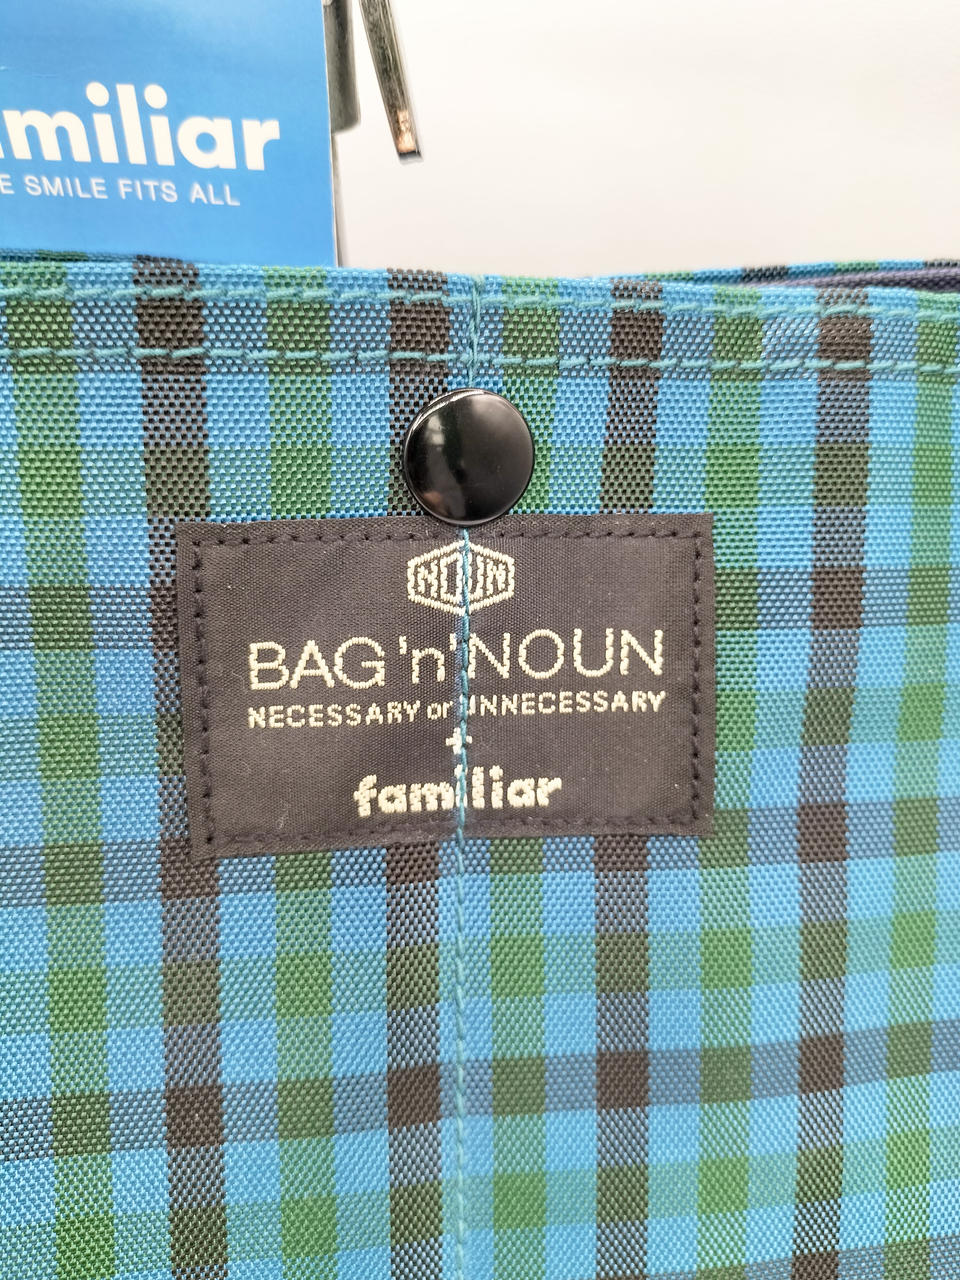 miliar
E SMILE FITS ALL
NOUN
BAG 'n' NOUN
NECESSARY or UNNECESSARY
+
familiar